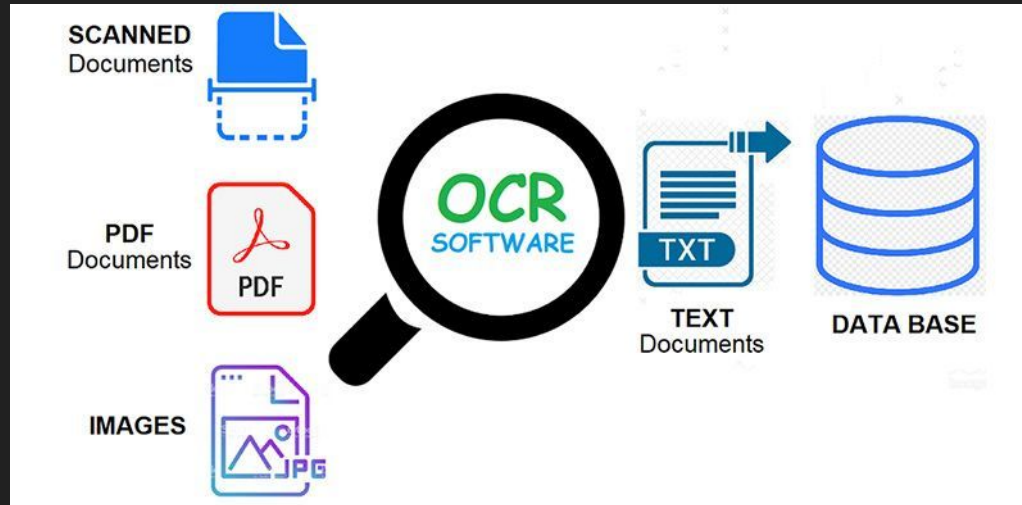 SCANNED
Documents
PDF
Documents
PDF
IMAGES
JPG
OCR
SOFTWARE
TXT
TEXT
Documents
DATA BASE